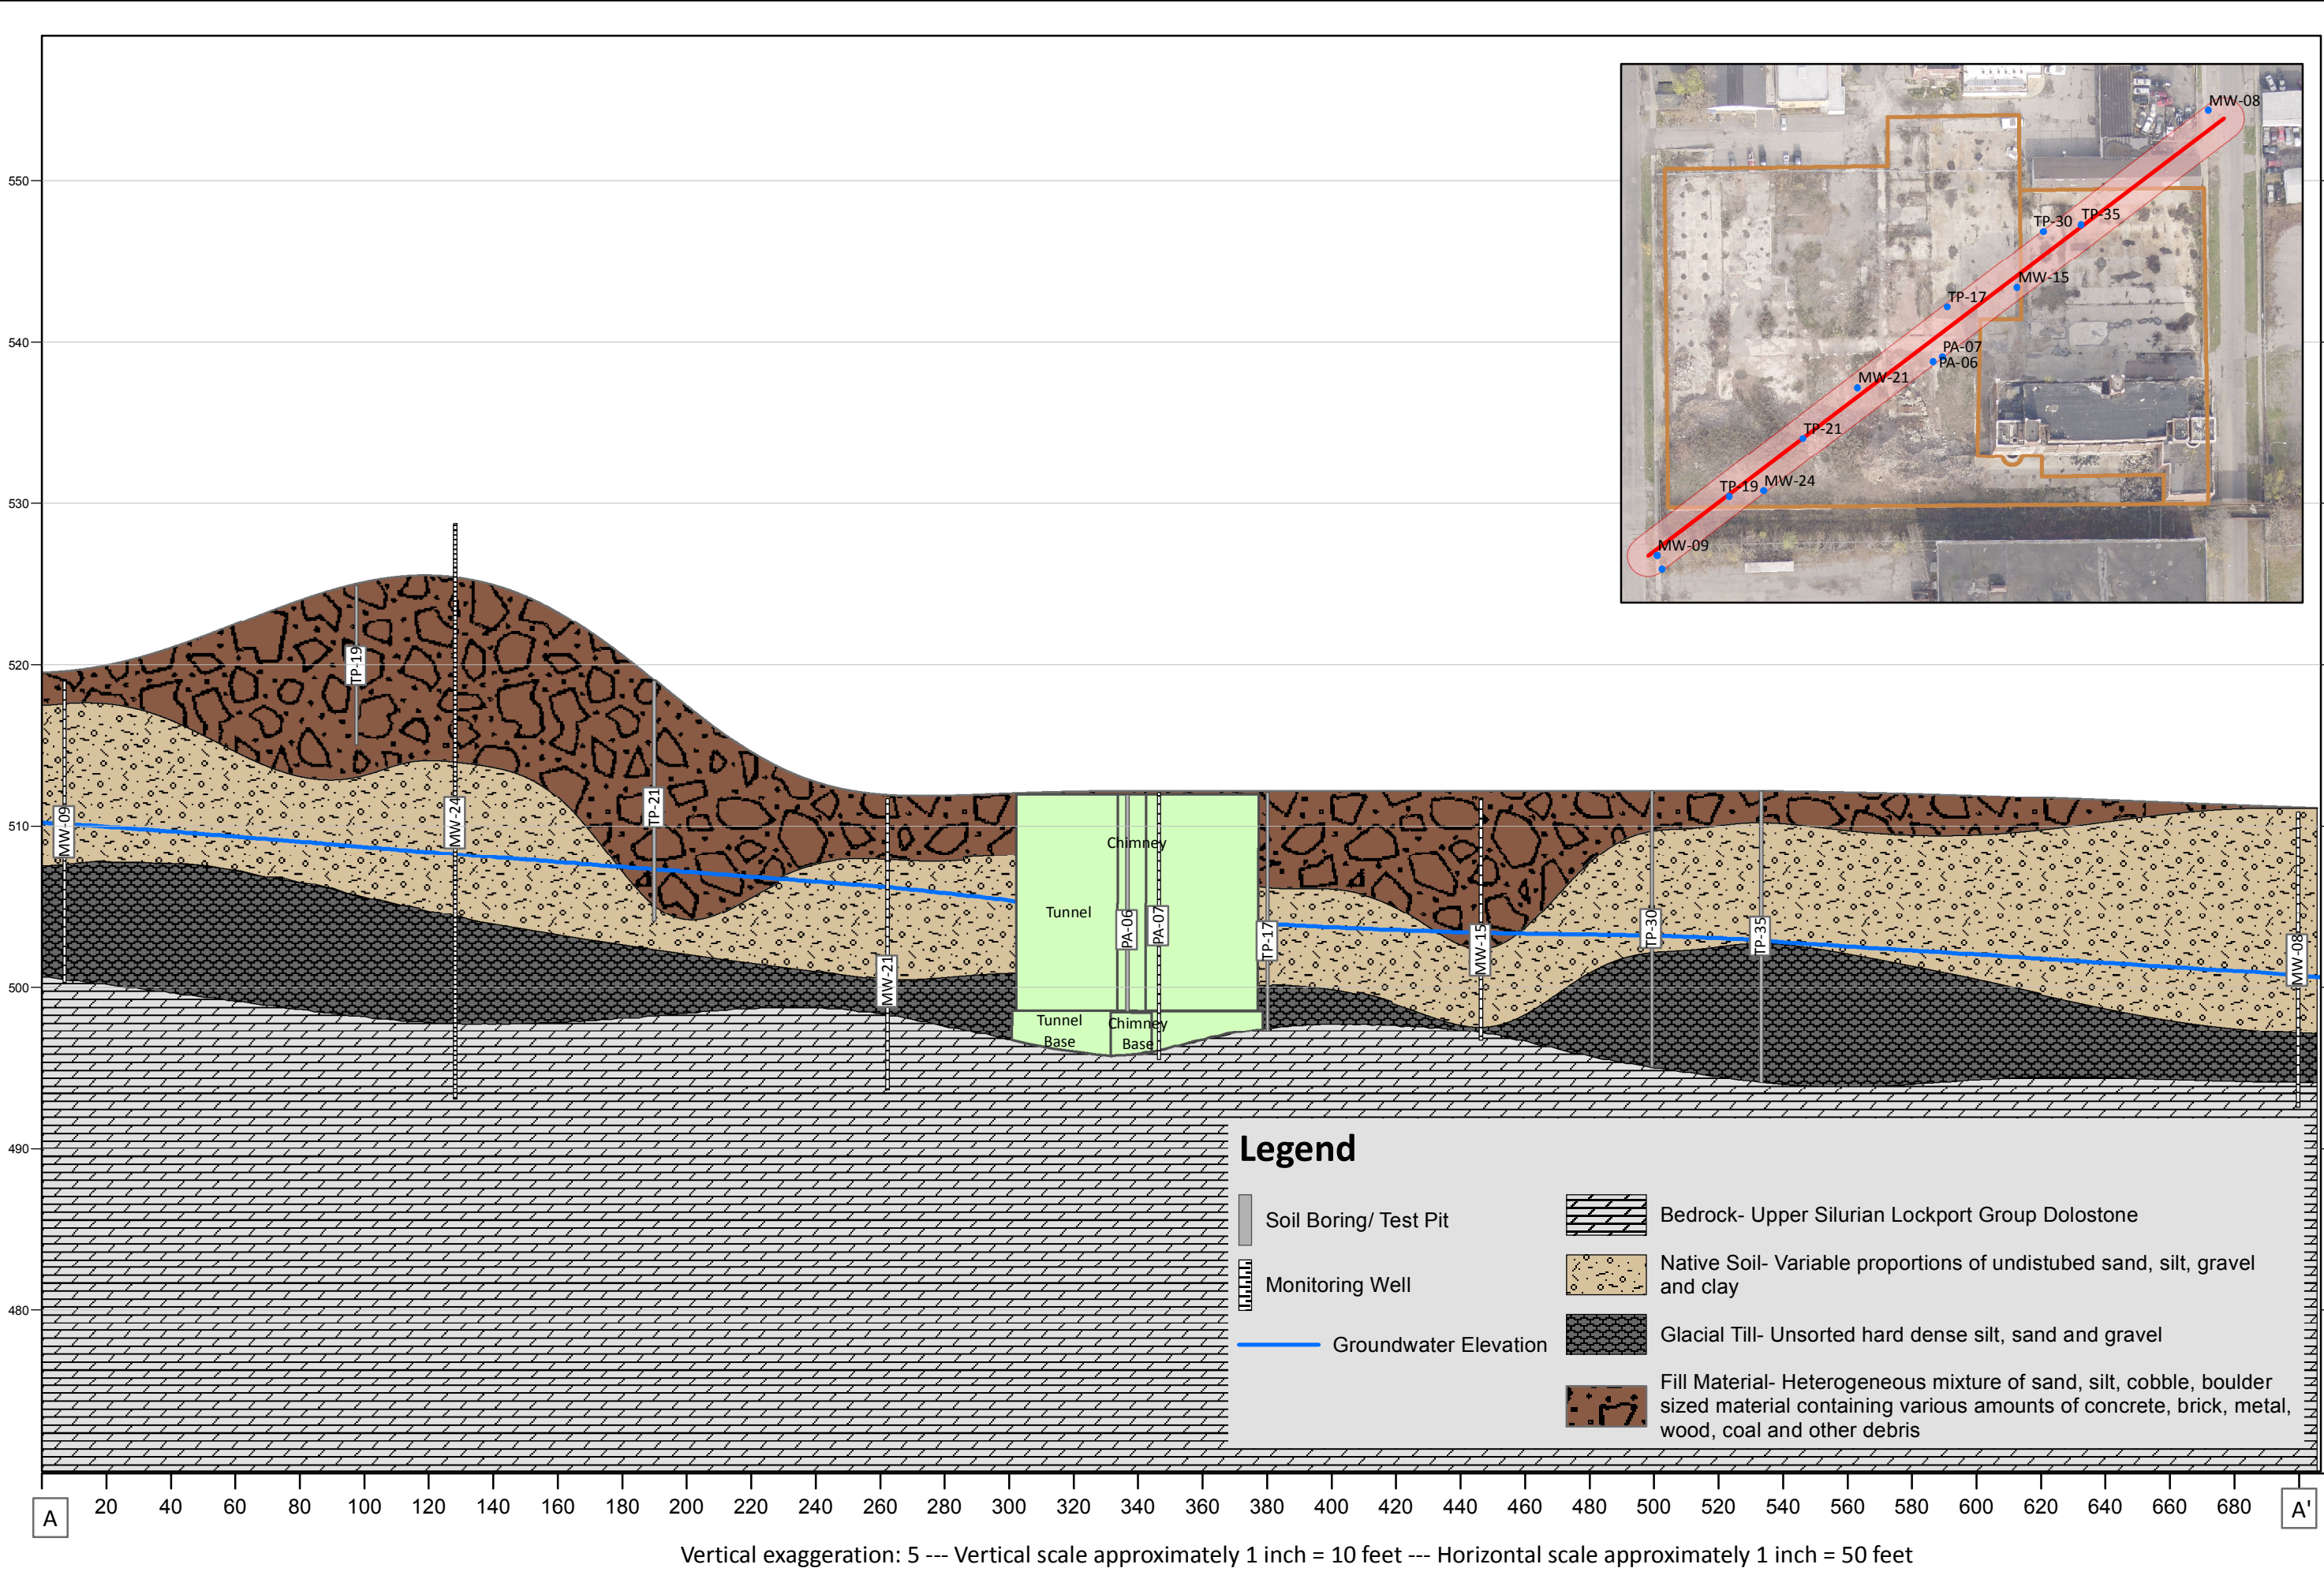 MW-08
TP-35
TP-30
MW-15
TP-17
PA-07
PA-06
MW-21
TP-21
TP-19
MW-24
MW-09
550
540
530
520
510
500
490
480
MW-09
TP-19
MW-24
TP-21
MW-21
Tunnel
Chimney
PA-06
PA-07
Tunnel
Base
Chimney
Base
TP-17
MW-15
TP-30
TP-35
MW-08
Legend
Soil Boring/ Test Pit
Monitoring Well
Groundwater Elevation
Bedrock- Upper Silurian Lockport Group Dolostone
Native Soil- Variable proportions of undistubed sand, silt, gravel
and clay
Glacial Till- Unsorted hard dense silt, sand and gravel
Fill Material- Heterogeneous mixture of sand, silt, cobble, boulder
sized material containing various amounts of concrete, brick, metal,
wood, coal and other debris
A 20 40 60 80 100 120 140 160 180 200 220 240 260 280 300 320 340 360 380 400 420 440 460 480 500 520 540 560 580 600 620 640 660 680 A'
Vertical exaggeration: 5 --- Vertical scale approximately 1 inch = 10 feet --- Horizontal scale approximately 1 inch = 50 feet